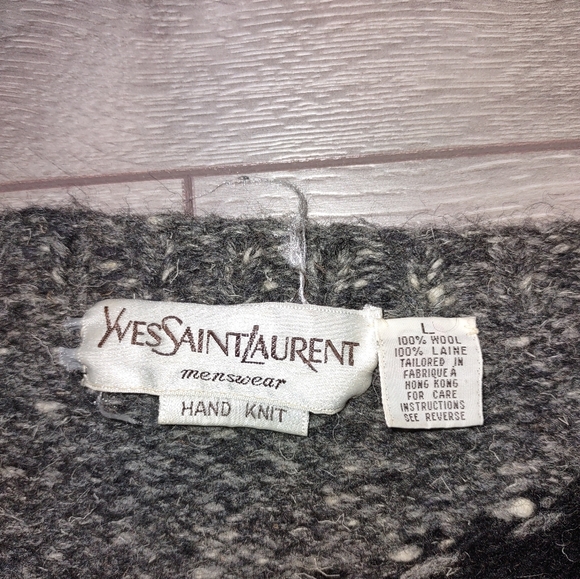 YVESSAINTLAURENT
menswear
HAND KNIT
L
100% WOOL
100% LAINE
TAILORED IN
FABRIQUE À
HONG KONG
FOR CARE
INSTRUCTIONS
SEE REVERSE